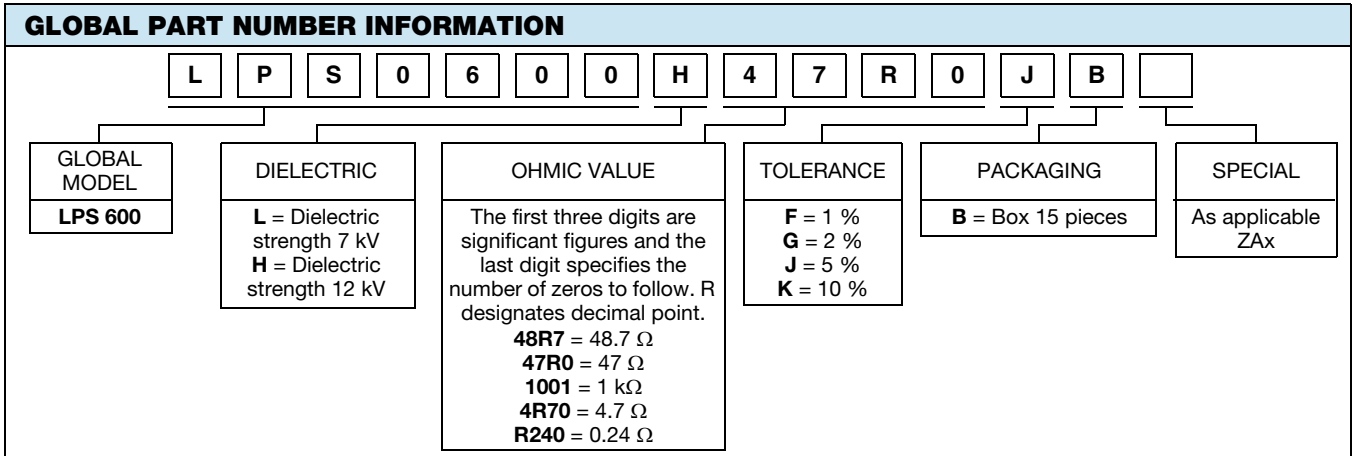 GLOBAL PART NUMBER INFORMATION
L P S 0 6 0 0 H 4 7 R 0 J B
GLOBAL
MODEL
LPS 600
DIELECTRIC
L = Dielectric
strength 7 kV
H = Dielectric
strength 12 kV
OHMIC VALUE
The first three digits are
significant figures and the
last digit specifies the
number of zeros to follow. R
designates decimal point.
48R7 = 48.7 Ω
47R0 = 47 Ω
1001 = 1 kΩ
4R70 = 4.7 Ω
R240 = 0.24 Ω
TOLERANCE
F = 1 %
G = 2 %
J = 5 %
K = 10 %
PACKAGING
B = Box 15 pieces
SPECIAL
As applicable
ZAx